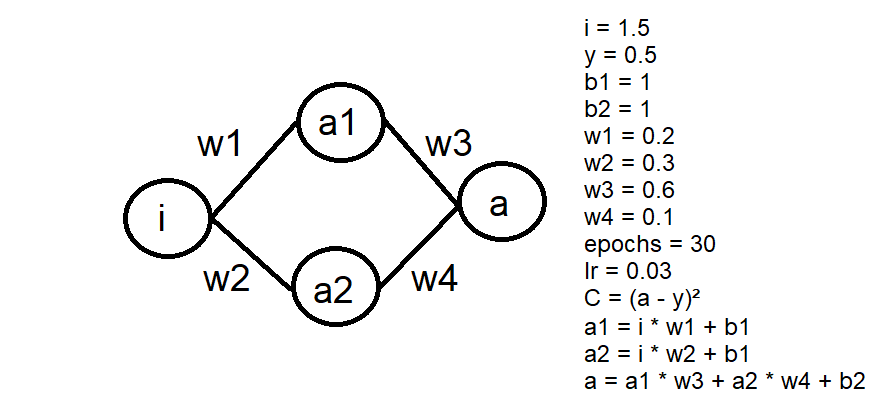 a1
w1
w3
i
a
w2
a2
w4
i = 1.5
y = 0.5
b1 = 1
b2 = 1
w1 = 0.2
w2 = 0.3
w3 = 0.6
w4 = 0.1
epochs = 30
lr = 0.03
C = (a - y)²
a1 = i * w1 + b1
a2 = i * w2 + b1
a = a1 * w3 + a2 * w4 + b2